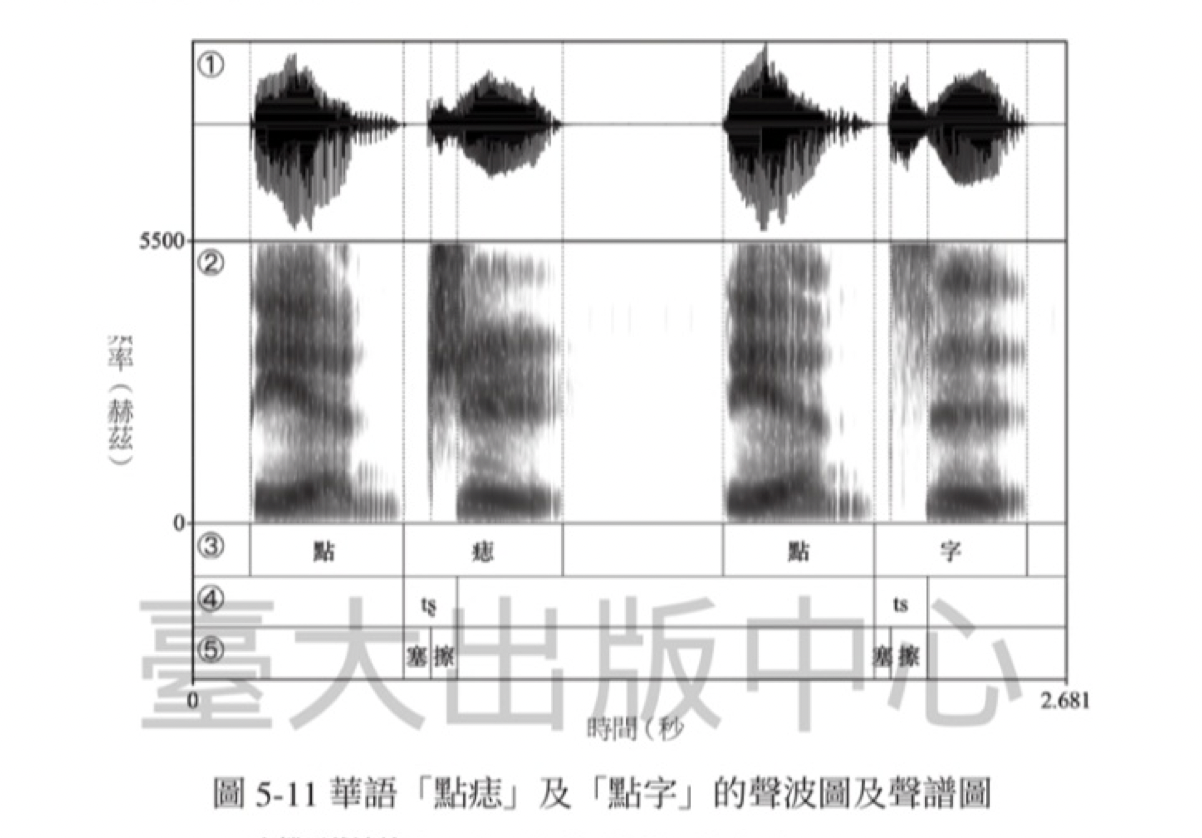 ①
5500
②
頻率(赫茲)
0
③ 點 痣 點 字
④ tʂ ts
⑤ 塞 擦 塞 擦
臺大出版中心
0 2.681
時間(秒
圖 5-11 華語「點痣」及「點字」的聲波圖及聲譜圖